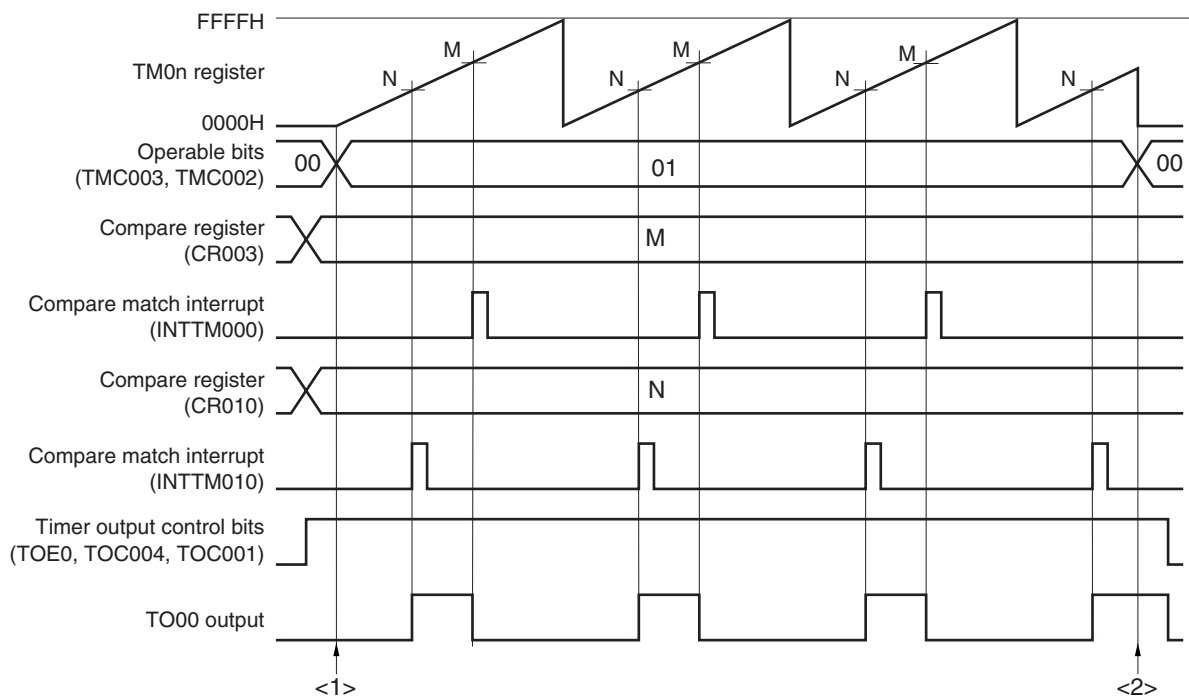 FFFFH
TM0n register
0000H
N M N M N M N
Operable bits
(TMC003, TMC002)
00 01 00
Compare register
(CR003)
M
Compare match interrupt
(INTTM000)
Compare register
(CR010)
N
Compare match interrupt
(INTTM010)
Timer output control bits
(TOE0, TOC004, TOC001)
TO00 output
<1> <2>